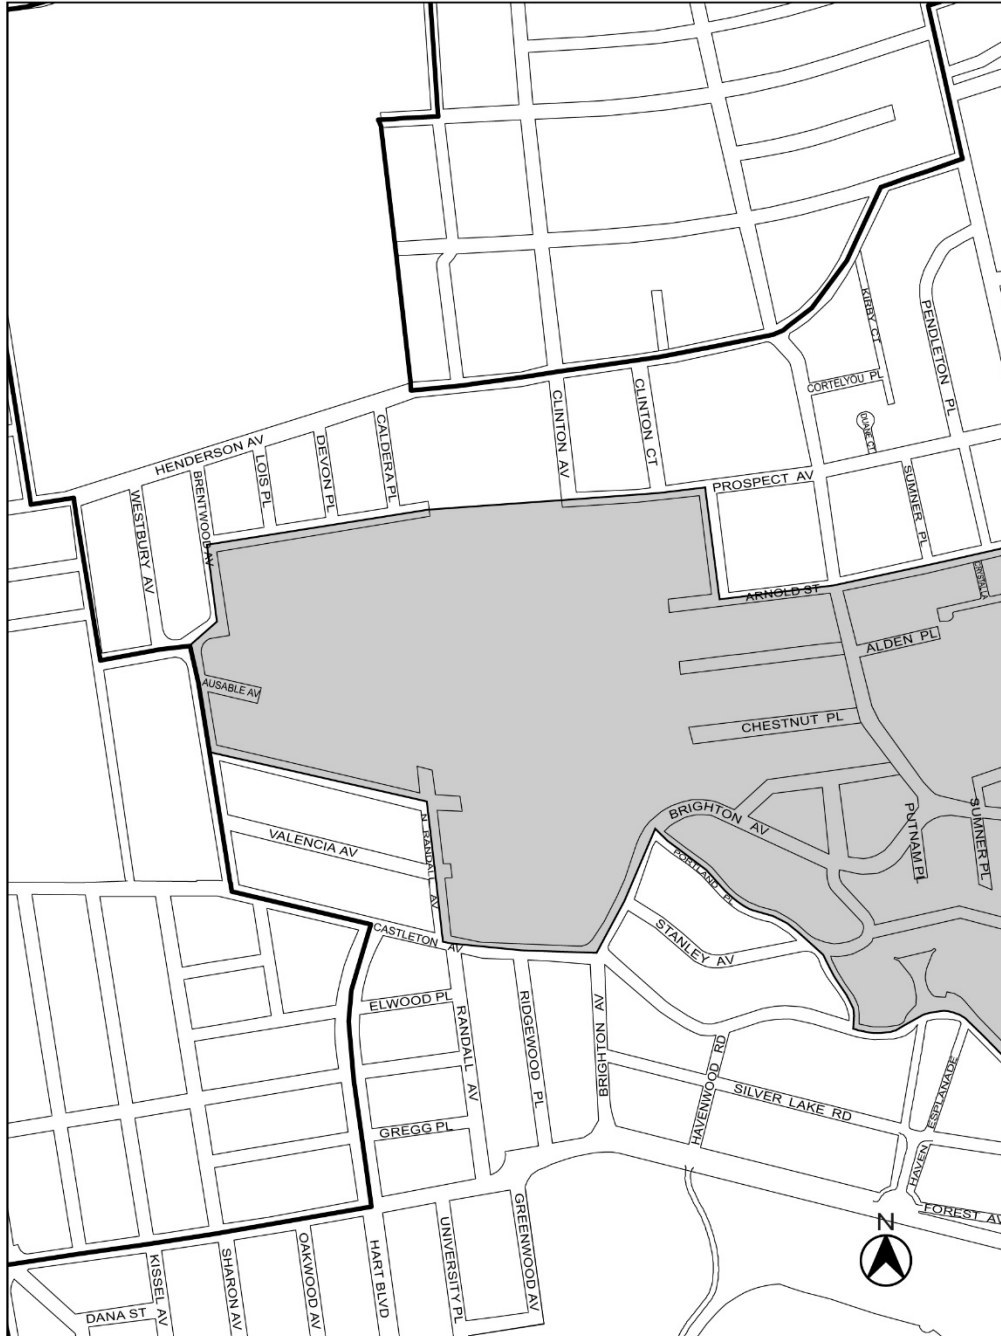 KIRBY CT
PENDLETON PL
CORTELYOU PL
DUANE CT
CLINTON AV
CLINTON CT
CALDERA PL
DEVON PL
LOIS PL
HENDERSON AV
BRENTWOOD AV
WESTBURY AV
PROSPECT AV
SUMNER PL
ARNOLD ST
ALDEN PL
AUSABLE AV
CHESTNUT PL
BRIGHTON AV
PUTNAM PL
SUMNER PL
VALENCIA AV
N RANDALL AV
PORTLAND PL
STANLEY AV
CASTLETON AV
ELWOOD PL
RANDALL AV
RIDGEWOOD PL
BRIGHTON AV
HAVENWOOD RD
SILVER LAKE RD
HAVEN ESPLANADE
GREGG PL
FOREST AV
N
GREENWOOD AV
UNIVERSITY PL
HART BLVD
OAKWOOD AV
SHARON AV
KISSEL AV
DANA ST